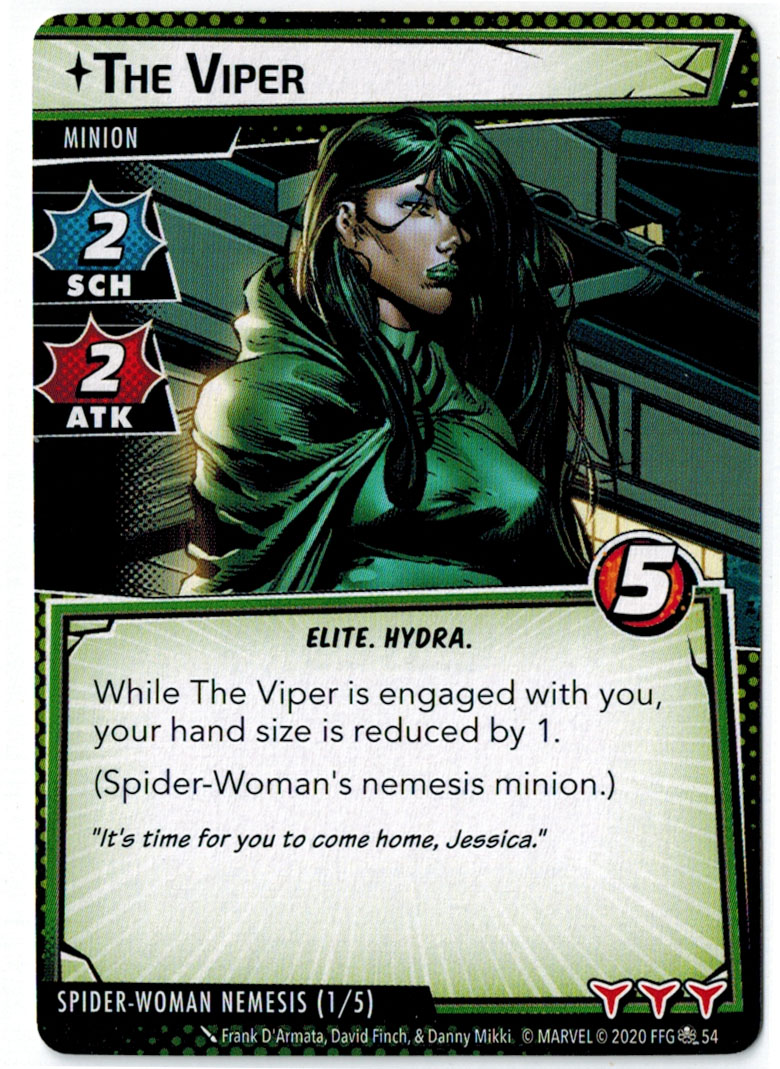 THE VIPER
MINION
2
SCH
2
ATK
5
ELITE. HYDRA.
While The Viper is engaged with you,
your hand size is reduced by 1.
(Spider-Woman's nemesis minion.)
"It's time for you to come home, Jessica."
SPIDER-WOMAN NEMESIS (1/5)
Frank D'Armata, David Finch, & Danny Mikki © MARVEL © 2020 FFG 54